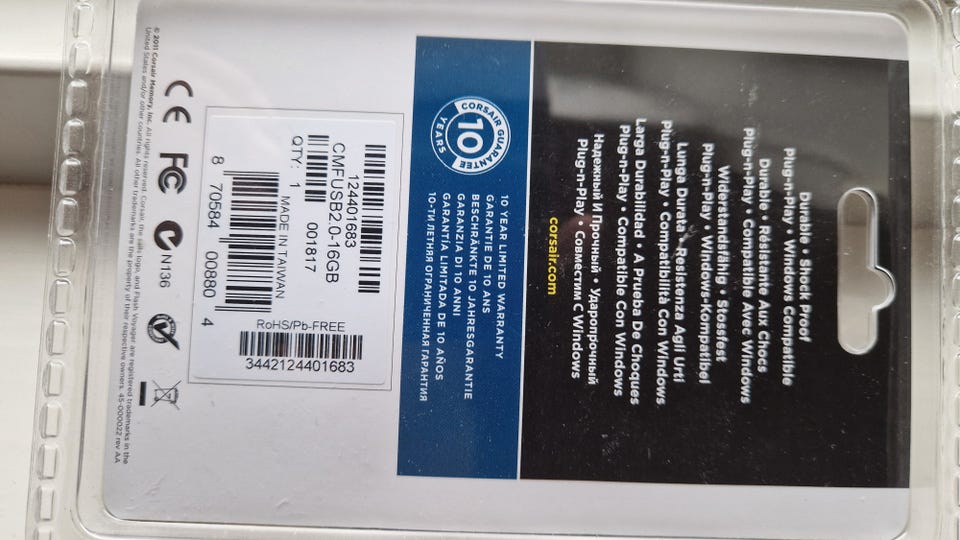 Durable • Shock Proof
Plug-n-Play • Windows Compatible
Durable • Résistante Aux Chocs
Plug-n-Play • Compatible Avec Windows
Widerstandsfähig • Stossfest
Plug-n-Play • Windows-Kompatibel
Lunga Durata • Resistenza Agli Urti
Plug-n-Play • Compatibilità Con Windows
Larga Durabilidad • A Prueba De Choques
Plug-n-Play • Compatible Con Windows
Надежный И Прочный • Ударопрочный
Plug-n-Play • Совместим С Windows
corsair.com
CORSAIR GUARANTEE
10
YEARS
10 YEAR LIMITED WARRANTY
GARANTIE DE 10 ANS
BESCHRÄNKTE 10 JAHRESGARANTIE
GARANZIA DI 10 ANNI
GARANTÍA LIMITADA DE 10 AÑOS
10-ТИ ЛЕТНЯЯ ОГРАНИЧЕННАЯ ГАРАНТИЯ
124401683
CMFUSB2.0-16GB
001817
QTY: 1
MADE IN TAIWAN
8 70584 00880 4
RoHS/Pb-FREE
3442124401683
CE FC N136
© 2011 Corsair Memory, Inc. All rights reserved. Corsair, the sails logo, and Flash Voyager are registered trademarks in the
United States and/or other countries. All other trademarks are the property of their respective owners. 45-000022 rev AA